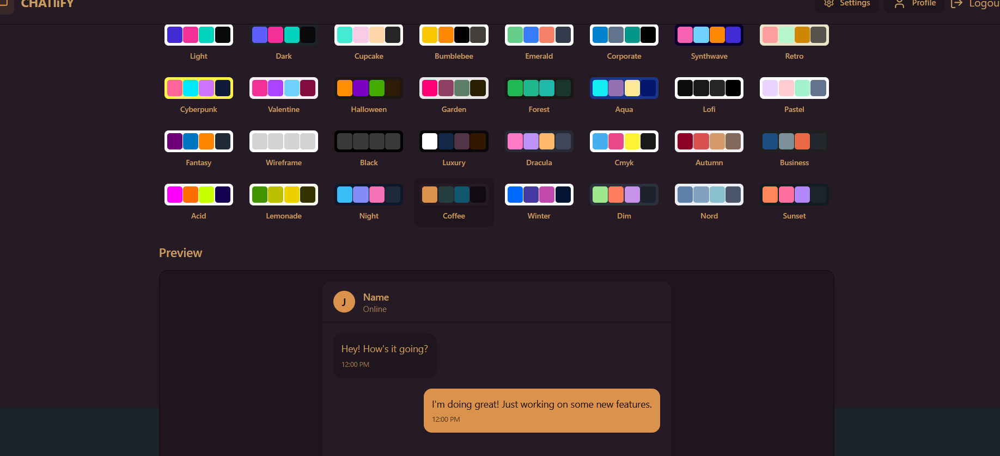 CHATIiFY
Settings
Profile
Logou
Light
Dark
Cupcake
Bumblebee
Emerald
Corporate
Synthwave
Retro
Cyberpunk
Valentine
Halloween
Garden
Forest
Aqua
Lofi
Pastel
Fantasy
Wireframe
Black
Luxury
Dracula
Cmyk
Autumn
Business
Acid
Lemonade
Night
Coffee
Winter
Dim
Nord
Sunset
Preview
J
Name
Online
Hey! How's it going?
12:00 PM
I'm doing great! Just working on some new features.
12:00 PM